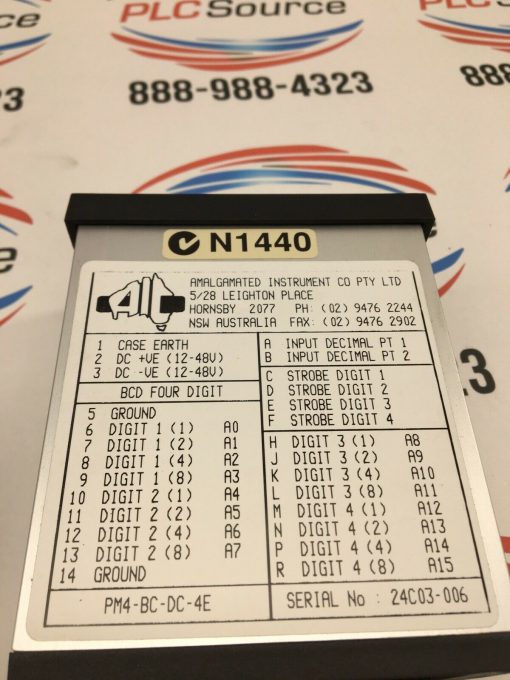 PLCSource
888-988-4323
N1440
AIC
AMALGAMATED INSTRUMENT CO PTY LTD
5/28 LEIGHTON PLACE
HORNSBY 2077 PH: (02) 9476 2244
NSW AUSTRALIA FAX: (02) 9476 2902
1 CASE EARTH
2 DC +VE (12-48V)
3 DC -VE (12-48V)
BCD FOUR DIGIT
5 GROUND
6 DIGIT 1 (1) A0
7 DIGIT 1 (2) A1
8 DIGIT 1 (4) A2
9 DIGIT 1 (8) A3
10 DIGIT 2 (1) A4
11 DIGIT 2 (2) A5
12 DIGIT 2 (4) A6
13 DIGIT 2 (8) A7
14 GROUND
A INPUT DECIMAL PT 1
B INPUT DECIMAL PT 2
C STROBE DIGIT 1
D STROBE DIGIT 2
E STROBE DIGIT 3
F STROBE DIGIT 4
H DIGIT 3 (1) A8
J DIGIT 3 (2) A9
K DIGIT 3 (4) A10
L DIGIT 3 (8) A11
M DIGIT 4 (1) A12
N DIGIT 4 (2) A13
P DIGIT 4 (4) A14
R DIGIT 4 (8) A15
PM4-BC-DC-4E
SERIAL No : 24C03-006